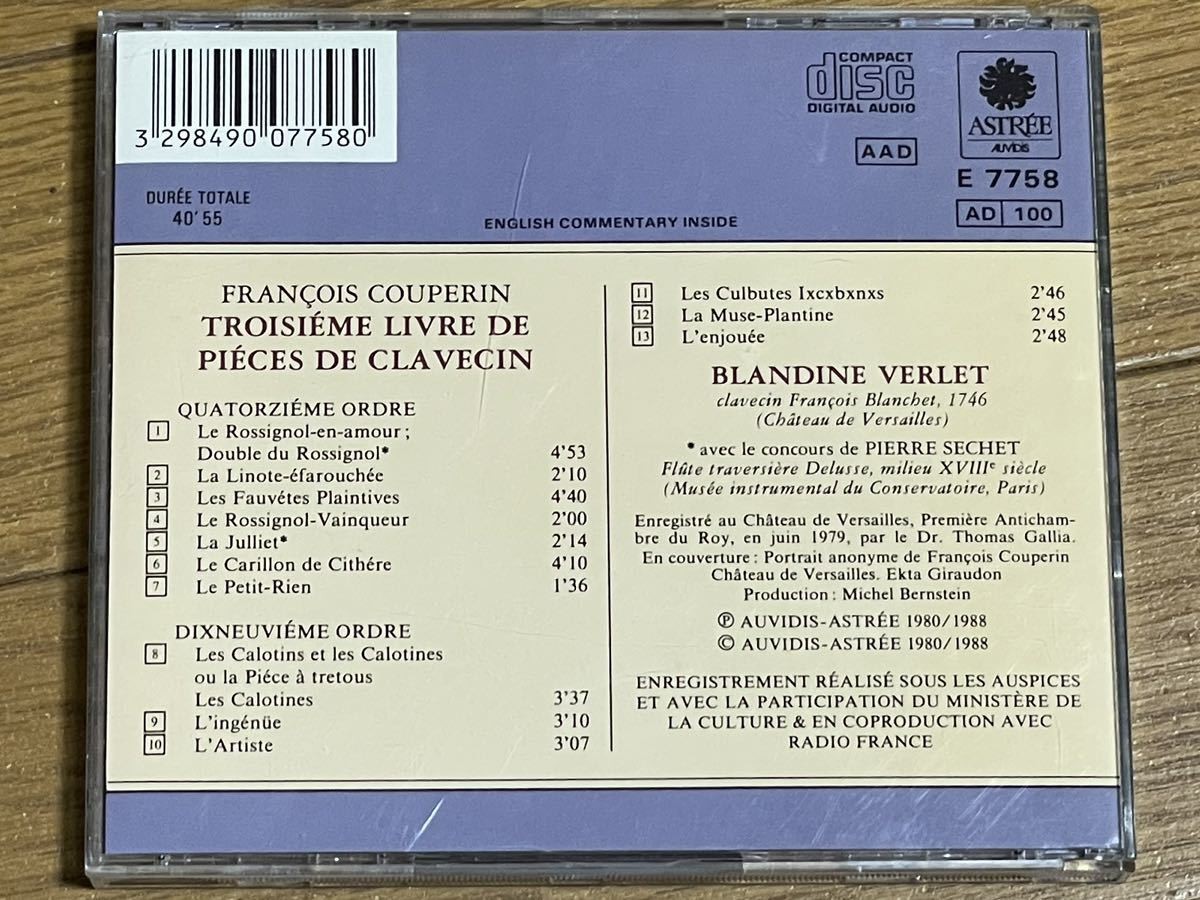 3 298490 077580
DURÉE TOTALE
40' 55
ENGLISH COMMENTARY INSIDE
COMPACT
disc
DIGITAL AUDIO
AAD
ASTRÉE
AUVIDIS
E 7758
AD 100
FRANÇOIS COUPERIN
TROISIÉME LIVRE DE
PIÉCES DE CLAVECIN
QUATORZIÉME ORDRE
1 Le Rossignol-en-amour ;
Double du Rossignol* 4'53
2 La Linote-éfarouchée 2'10
3 Les Fauvétes Plaintives 4'40
4 Le Rossignol-Vainqueur 2'00
5 La Julliet* 2'14
6 Le Carillon de Cithére 4'10
7 Le Petit-Rien 1'36
DIXNEUVIÉME ORDRE
8 Les Calotins et les Calotines
ou la Piéce à tretous
Les Calotines 3'37
9 L'ingénüe 3'10
10 L'Artiste 3'07
11 Les Culbutes Ixcxbxnxs 2'46
12 La Muse-Plantine 2'45
13 L'enjouée 2'48
BLANDINE VERLET
clavecin François Blanchet, 1746
(Château de Versailles)
* avec le concours de PIERRE SECHET
Flûte traversière Delusse, milieu XVIIIe siècle
(Musée instrumental du Conservatoire, Paris)
Enregistré au Château de Versailles, Première Anticham-
bre du Roy, en juin 1979, par le Dr. Thomas Gallia.
En couverture : Portrait anonyme de François Couperin
Château de Versailles. Ekta Giraudon
Production : Michel Bernstein
℗ AUVIDIS-ASTRÉE 1980/1988
© AUVIDIS-ASTRÉE 1980/1988
ENREGISTREMENT RÉALISÉ SOUS LES AUSPICES
ET AVEC LA PARTICIPATION DU MINISTÈRE DE
LA CULTURE & EN COPRODUCTION AVEC
RADIO FRANCE